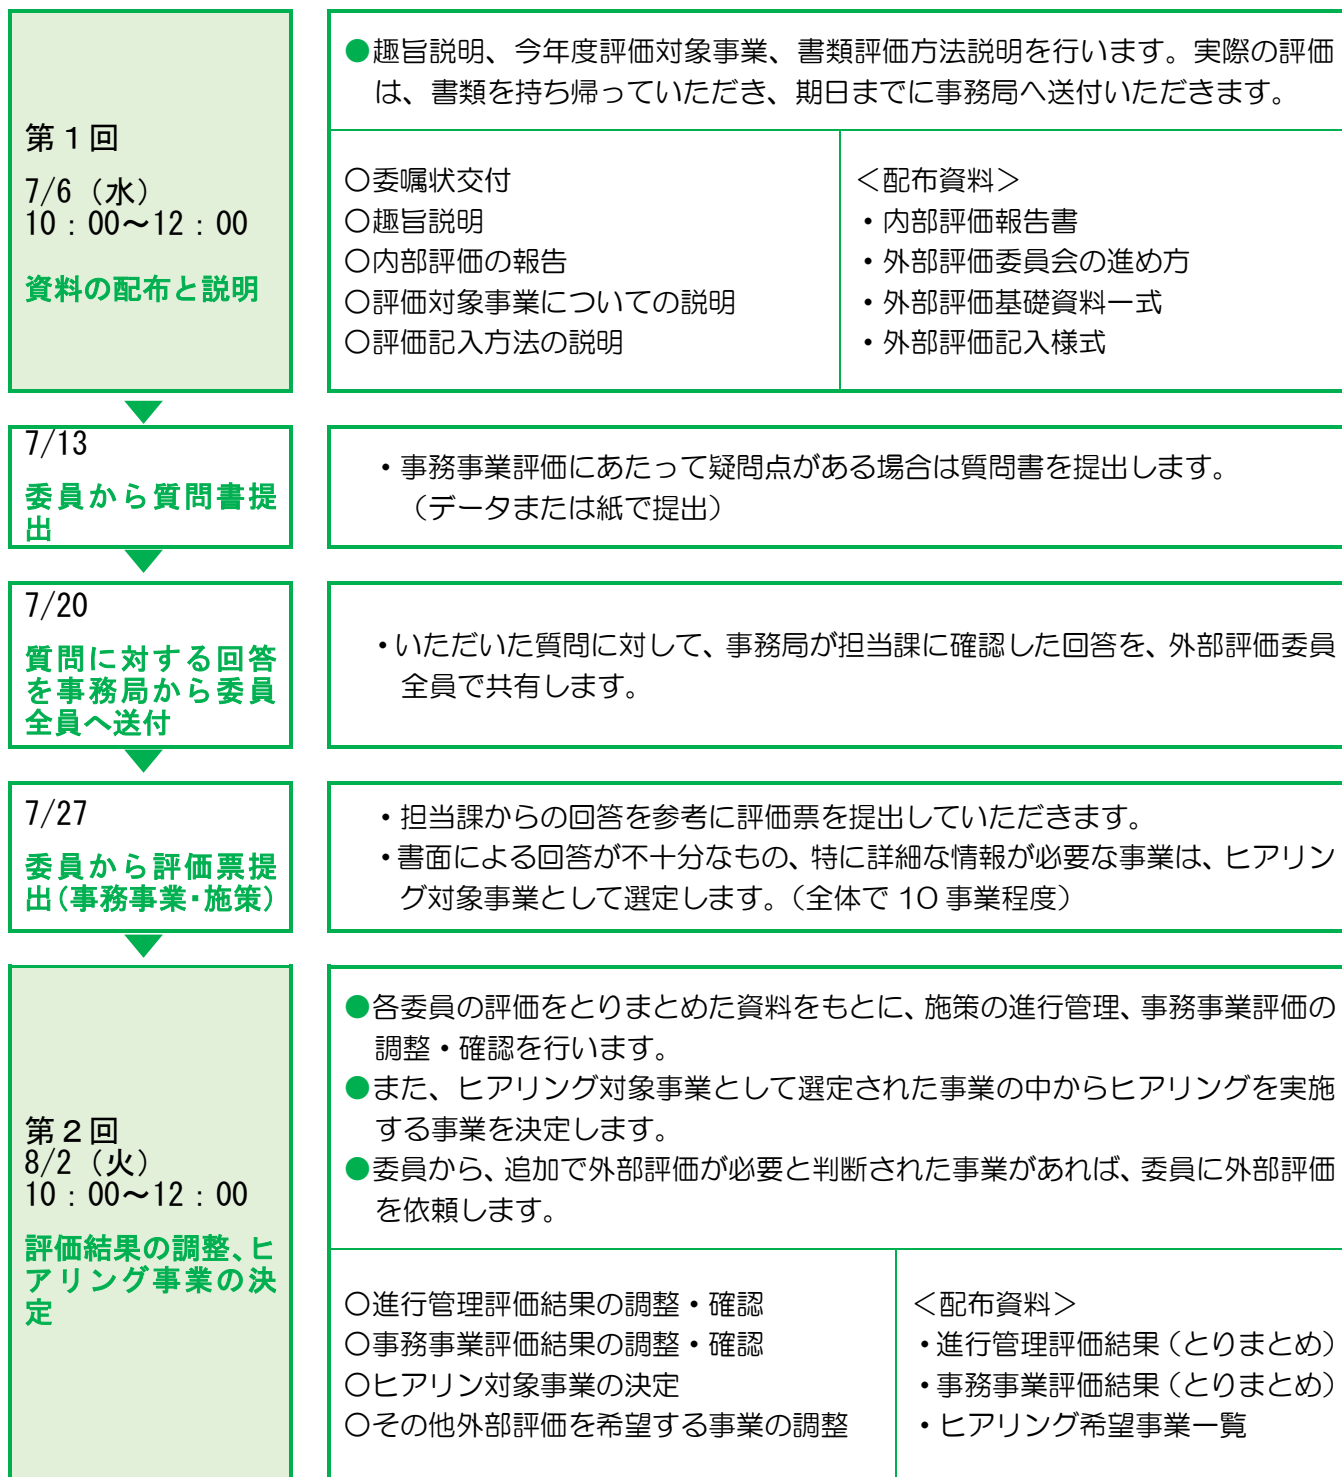 第１回
7/6（水）
10：00～12：00
資料の配布と説明
●趣旨説明、今年度評価対象事業、書類評価方法説明を行います。実際の評価
は、書類を持ち帰っていただき、期日までに事務局へ送付いただきます。
○委嘱状交付
○趣旨説明
○内部評価の報告
○評価対象事業についての説明
○評価記入方法の説明
＜配布資料＞
・内部評価報告書
・外部評価委員会の進め方
・外部評価基礎資料一式
・外部評価記入様式
7/13
委員から質問書提
出
・事務事業評価にあたって疑問点がある場合は質問書を提出します。
（データまたは紙で提出）
7/20
質問に対する回答
を事務局から委員
全員へ送付
・いただいた質問に対して、事務局が担当課に確認した回答を、外部評価委員
全員で共有します。
7/27
委員から評価票提
出（事務事業・施策）
・担当課からの回答を参考に評価票を提出していただきます。
・書面による回答が不十分なもの、特に詳細な情報が必要な事業は、ヒアリン
グ対象事業として選定します。（全体で 10 事業程度）
第２回
8/2（火）
10：00～12：00
評価結果の調整、ヒ
アリング事業の決
定
●各委員の評価をとりまとめた資料をもとに、施策の進行管理、事務事業評価の
調整・確認を行います。
●また、ヒアリング対象事業として選定された事業の中からヒアリングを実施
する事業を決定します。
●委員から、追加で外部評価が必要と判断された事業があれば、委員に外部評価
を依頼します。
○進行管理評価結果の調整・確認
○事務事業評価結果の調整・確認
○ヒアリン対象事業の決定
○その他外部評価を希望する事業の調整
＜配布資料＞
・進行管理評価結果（とりまとめ）
・事務事業評価結果（とりまとめ）
・ヒアリング希望事業一覧